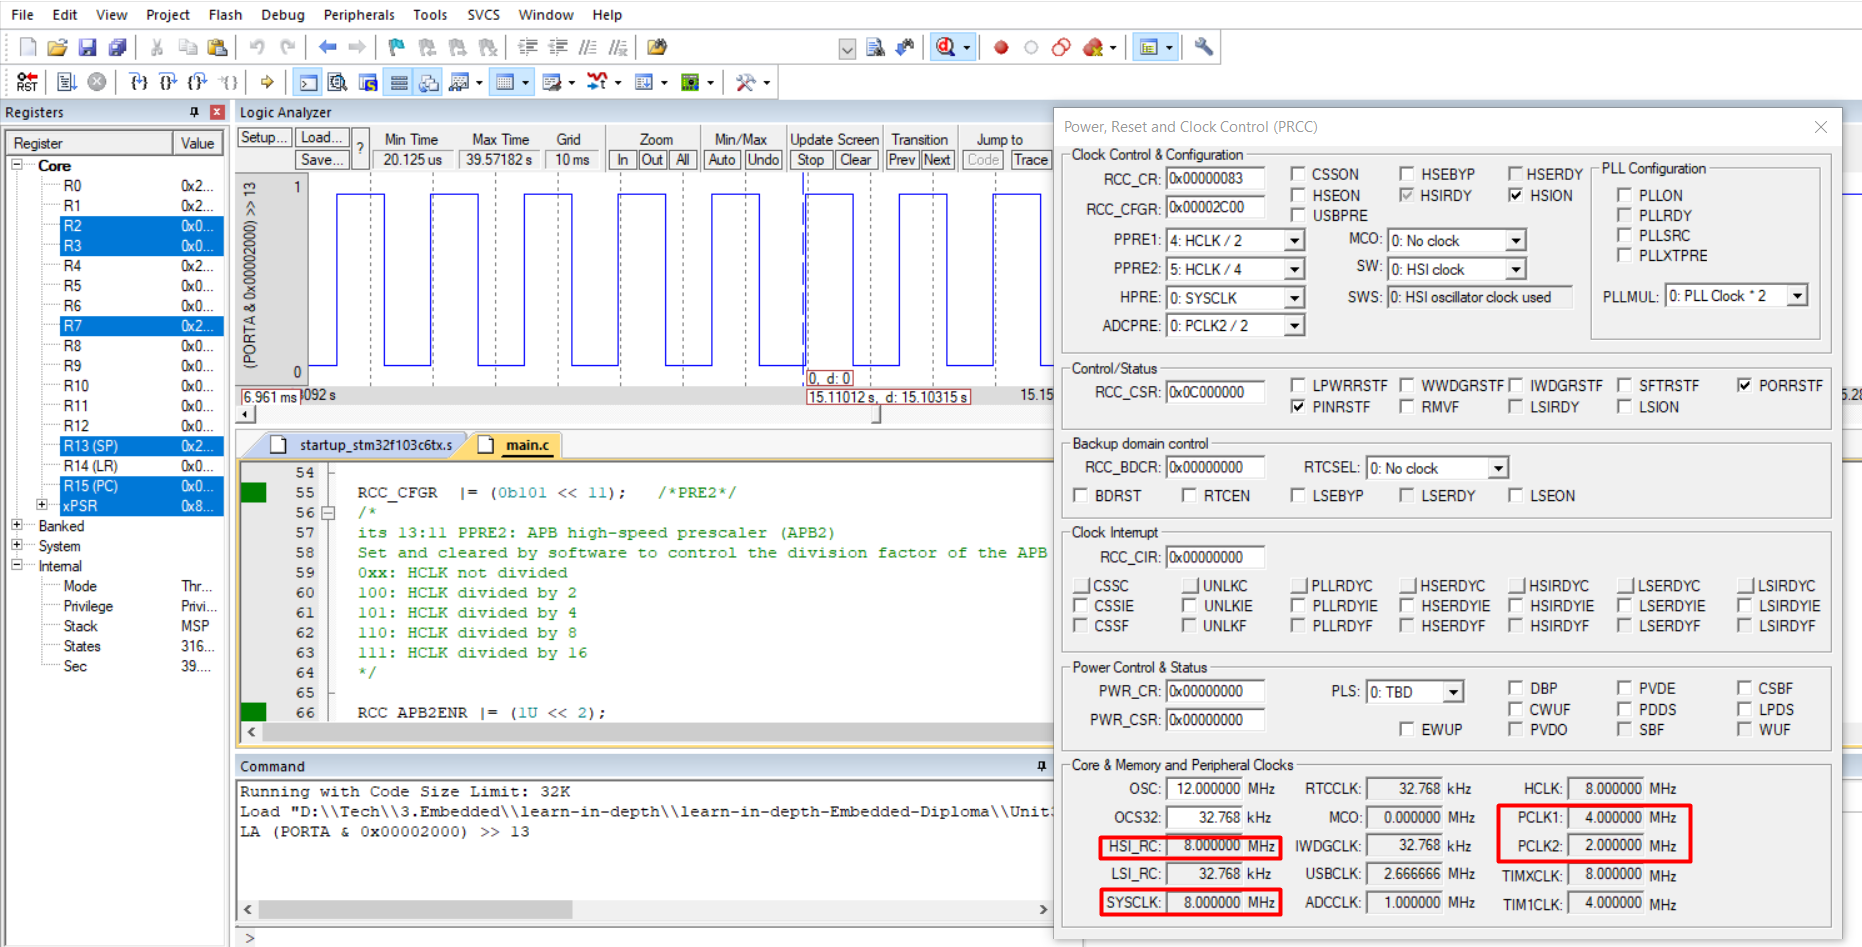 File Edit View Project Flash Debug Peripherals Tools SVCS Window Help
RST
Registers
Register Value
Core
R0 0x2...
R1 0x2...
R2 0x0...
R3 0x0...
R4 0x2...
R5 0x0...
R6 0x0...
R7 0x2...
R8 0x0...
R9 0x0...
R10 0x0...
R11 0x0...
R12 0x0...
R13 (SP) 0x2...
R14 (LR) 0x0...
R15 (PC) 0x0...
xPSR 0x8...
Banked
System
Internal
Mode Thr...
Privilege Privi...
Stack MSP
States 316...
Sec 39....
Logic Analyzer
Setup... Load... ? Min Time Max Time Grid Zoom Min/Max Update Screen Transition Jump to
Save... 20.125 us 39.57182 s 10 ms In Out All Auto Undo Stop Clear Prev Next Code Trace
(PORTA & 0x00002000) >> 13
1
0
0, d: 0
6.961 ms 3092 s 15.11012 s, d: 15.10315 s 15.15
startup_stm32f103c6tx.s main.c
54
55 RCC_CFGR |= (0b101 << 11); /*PRE2*/
56 /*
57 its 13:11 PPRE2: APB high-speed prescaler (APB2)
58 Set and cleared by software to control the division factor of the APB
59 0xx: HCLK not divided
60 100: HCLK divided by 2
61 101: HCLK divided by 4
62 110: HCLK divided by 8
63 111: HCLK divided by 16
64 */
65
66 RCC_APB2ENR |= (1U << 2);
Command
Running with Code Size Limit: 32K
Load "D:\\Tech\\3.Embedded\\learn-in-depth\\learn-in-depth-Embedded-Diploma\\Unit
LA (PORTA & 0x00002000) >> 13
>
Power, Reset and Clock Control (PRCC)
Clock Control & Configuration
RCC_CR: 0x00000083 CSSON HSEBYP HSERDY
HSEON HSIRDY HSION
RCC_CFGR: 0x00002C00 USBPRE
PPRE1: 4: HCLK / 2 MCO: 0: No clock
PPRE2: 5: HCLK / 4 SW: 0: HSI clock
HPRE: 0: SYSCLK SWS: 0: HSI oscillator clock used
ADCPRE: 0: PCLK2 / 2
PLL Configuration
PLLON
PLLRDY
PLLSRC
PLLXTPRE
PLLMUL: 0: PLL Clock * 2
Control/Status
RCC_CSR: 0x0C000000 LPWRRSTF WWDGRSTF IWDGRSTF SFTRSTF PORRSTF
PINRSTF RMVF LSIRDY LSION
Backup domain control
RCC_BDCR: 0x00000000 RTCSEL: 0: No clock
BDRST RTCEN LSEBYP LSERDY LSEON
Clock Interrupt
RCC_CIR: 0x00000000
CSSC UNLKC PLLRDYC HSERDYC HSIRDYC LSERDYC LSIRDYC
CSSIE UNLKIE PLLRDYIE HSERDYIE HSIRDYIE LSERDYIE LSIRDYIE
CSSF UNLKF PLLRDYF HSERDYF HSIRDYF LSERDYF LSIRDYF
Power Control & Status
PWR_CR: 0x00000000 PLS: 0: TBD DBP PVDE CSBF
CWUF PDDS LPDS
PWR_CSR: 0x00000000 EWUP PVDO SBF WUF
Core & Memory and Peripheral Clocks
OSC: 12.000000 MHz RTCCLK: 32.768 kHz HCLK: 8.000000 MHz
OCS32: 32.768 kHz MCO: 0.000000 MHz PCLK1: 4.000000 MHz
HSI_RC: 8.000000 MHz IWDGCLK: 32.768 kHz PCLK2: 2.000000 MHz
LSI_RC: 32.768 kHz USBCLK: 2.666666 MHz TIMXCLK: 8.000000 MHz
SYSCLK: 8.000000 MHz ADCCLK: 1.000000 MHz TIM1CLK: 4.000000 MHz